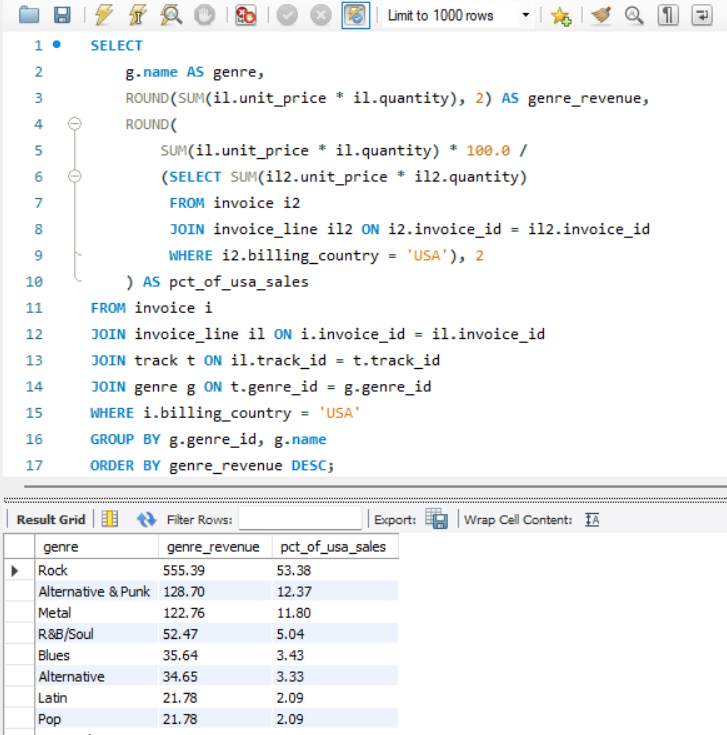 Limit to 1000 rows
1 SELECT
2 g.name AS genre,
3 ROUND(SUM(il.unit_price * il.quantity), 2) AS genre_revenue,
4 ROUND(
5 SUM(il.unit_price * il.quantity) * 100.0 /
6 (SELECT SUM(il2.unit_price * il2.quantity)
7 FROM invoice i2
8 JOIN invoice_line il2 ON i2.invoice_id = il2.invoice_id
9 WHERE i2.billing_country = 'USA'), 2
10 ) AS pct_of_usa_sales
11 FROM invoice i
12 JOIN invoice_line il ON i.invoice_id = il.invoice_id
13 JOIN track t ON il.track_id = t.track_id
14 JOIN genre g ON t.genre_id = g.genre_id
15 WHERE i.billing_country = 'USA'
16 GROUP BY g.genre_id, g.name
17 ORDER BY genre_revenue DESC;
Result Grid Filter Rows: Export: Wrap Cell Content: IA
genre genre_revenue pct_of_usa_sales
Rock 555.39 53.38
Alternative & Punk 128.70 12.37
Metal 122.76 11.80
R&B/Soul 52.47 5.04
Blues 35.64 3.43
Alternative 34.65 3.33
Latin 21.78 2.09
Pop 21.78 2.09